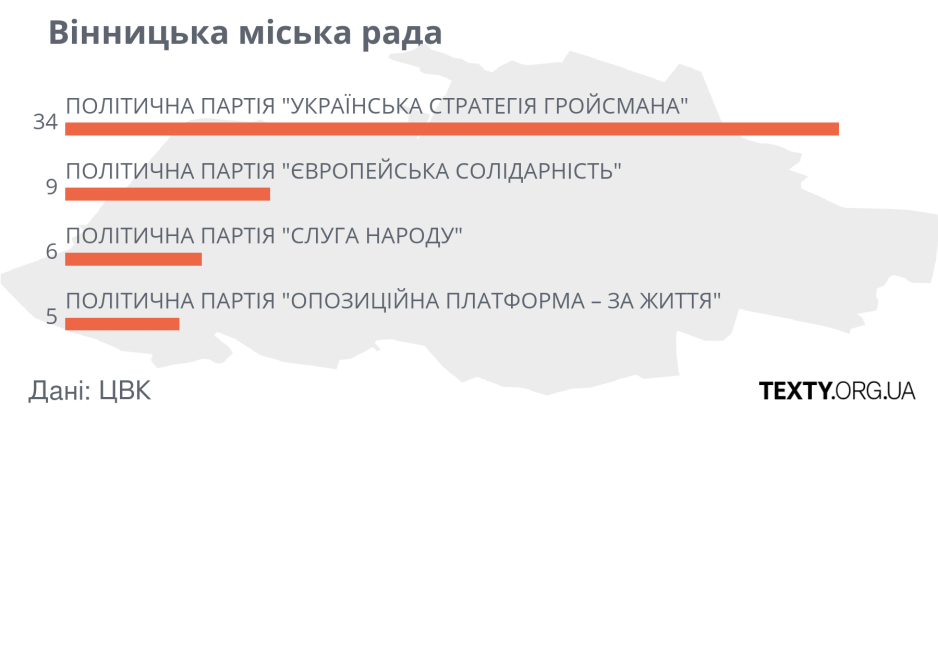 Вінницька міська рада
ПОЛІТИЧНА ПАРТІЯ "УКРАЇНСЬКА СТРАТЕГІЯ ГРОЙСМАНА"
34
ПОЛІТИЧНА ПАРТІЯ "ЄВРОПЕЙСЬКА СОЛІДАРНІСТЬ"
9
ПОЛІТИЧНА ПАРТІЯ "СЛУГА НАРОДУ"
6
ПОЛІТИЧНА ПАРТІЯ "ОПОЗИЦІЙНА ПЛАТФОРМА – ЗА ЖИТТЯ"
5
Дані: ЦВК
TEXTY.ORG.UA